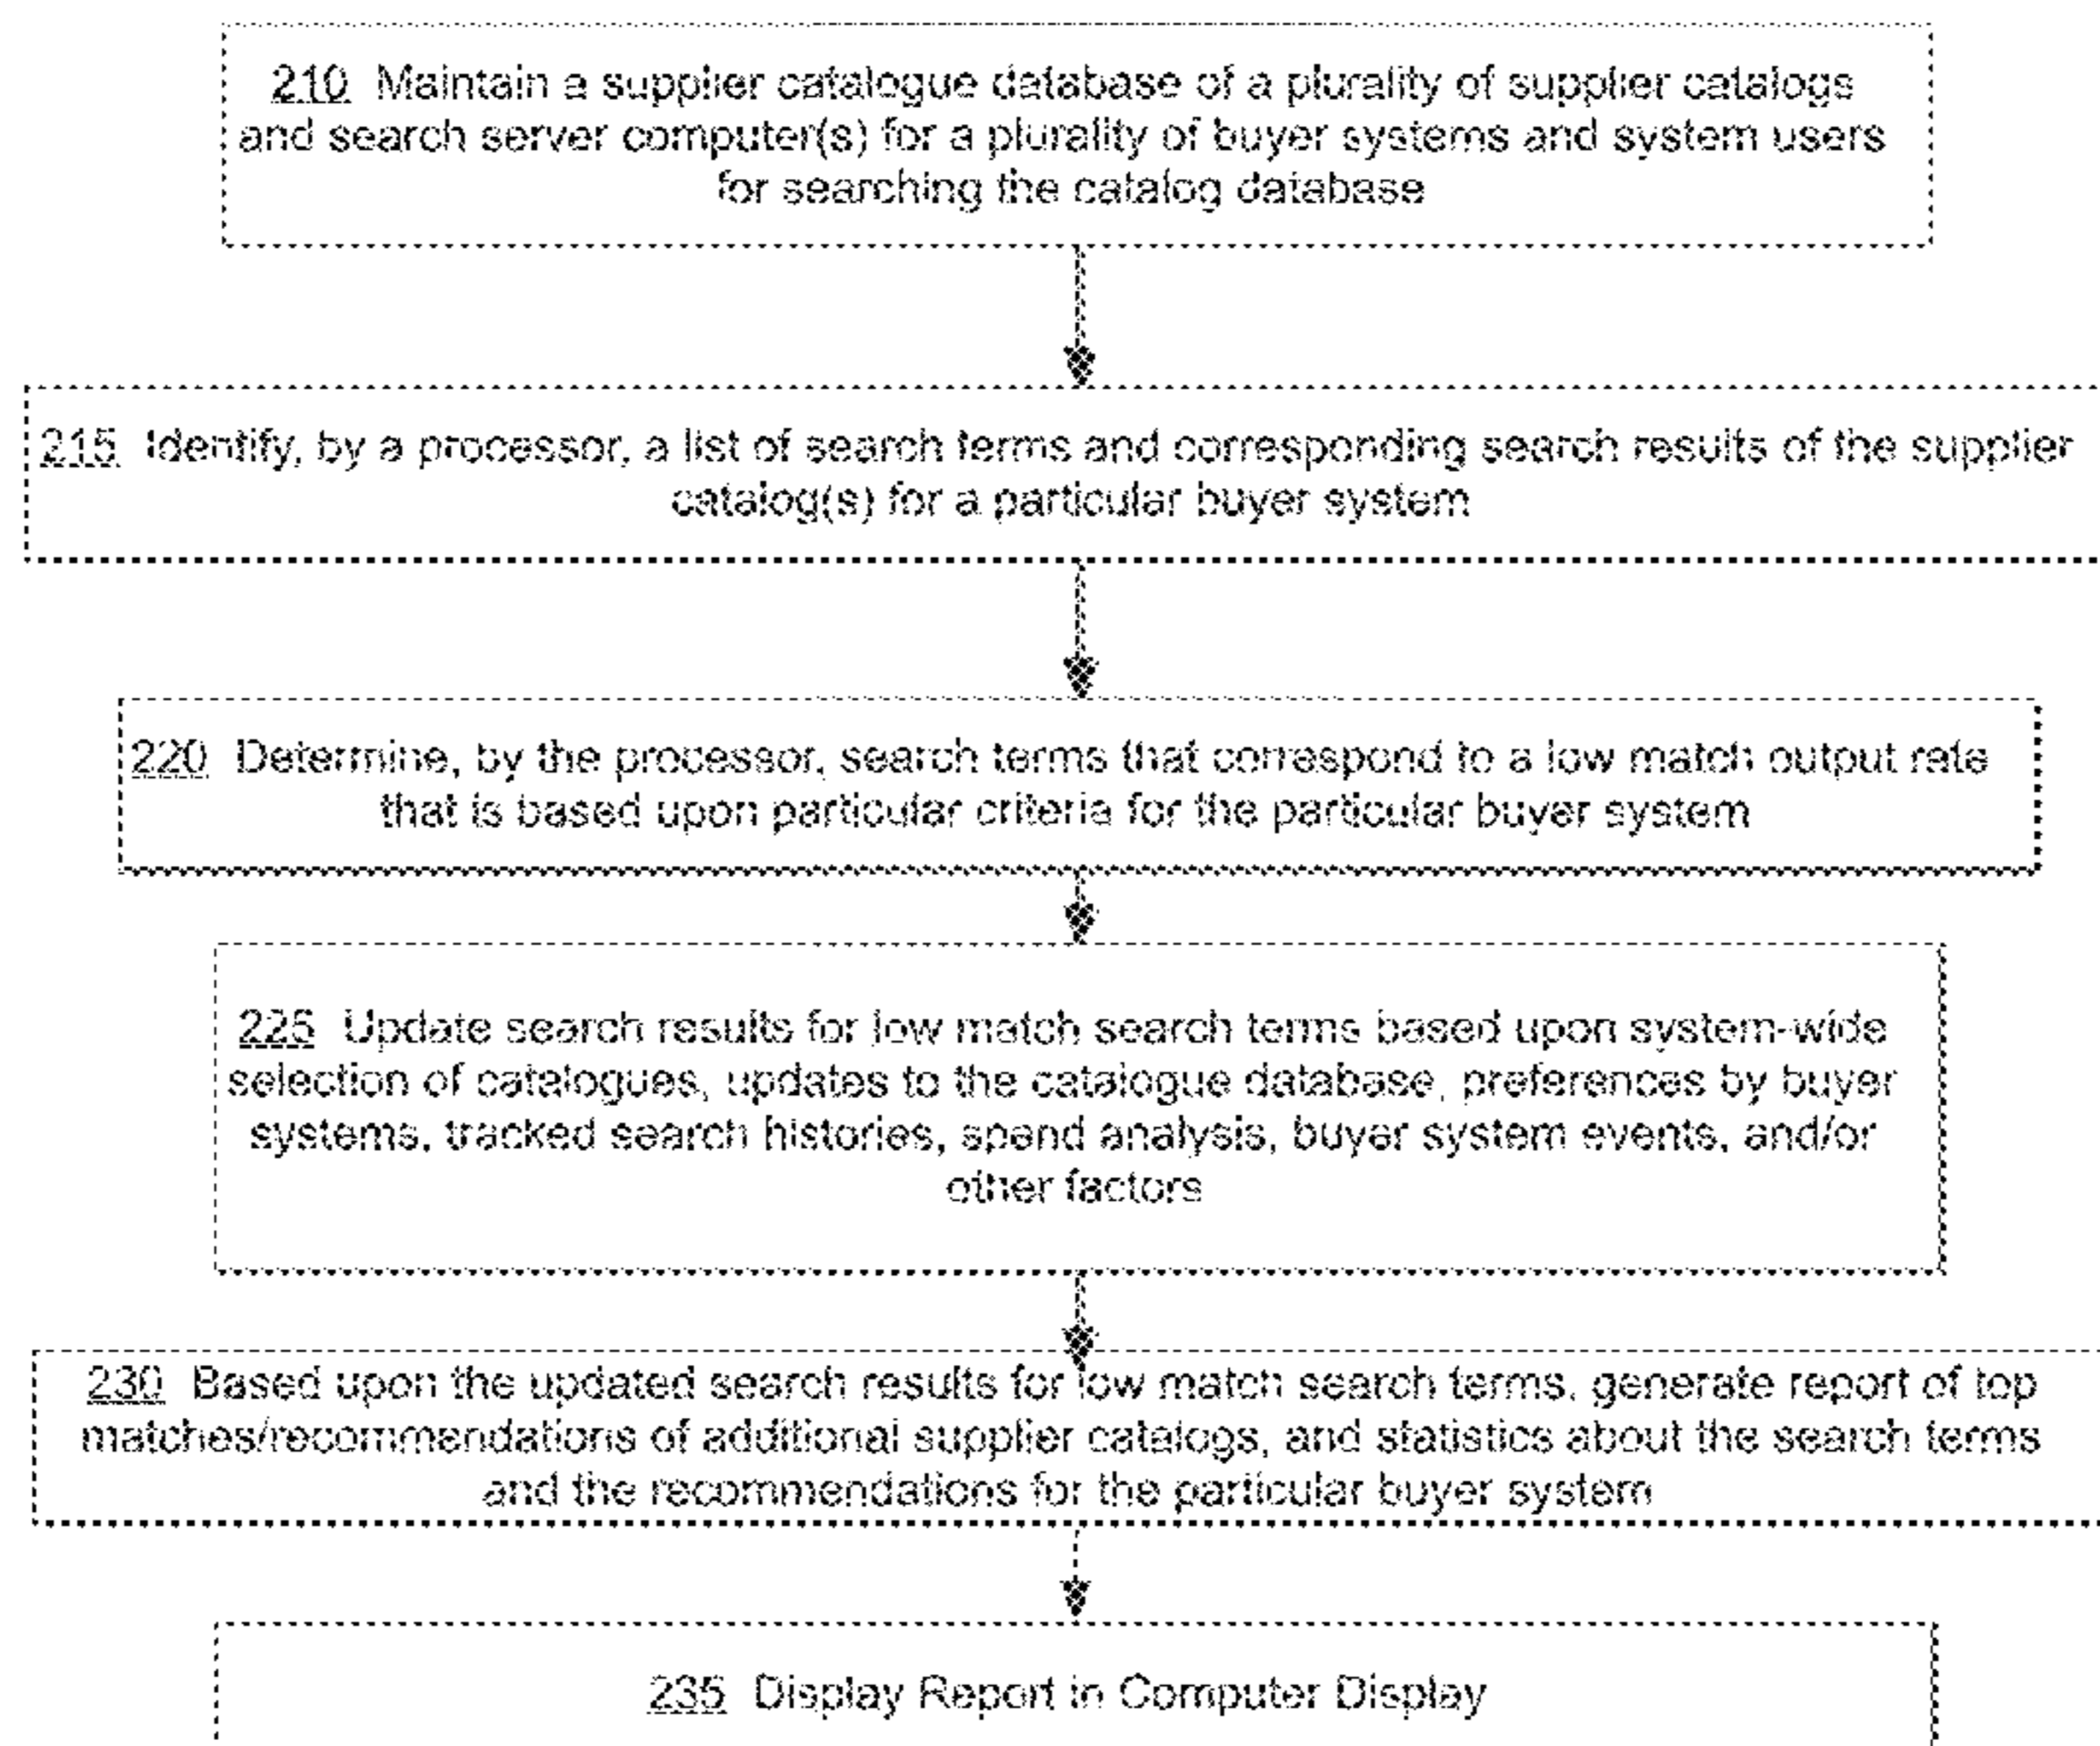 210 Maintain a supplier catalogue database of a plurality of supplier catalogs
and search server computer(s) for a plurality of buyer systems and system users
for searching the catalog database
215 Identify, by a processor, a list of search terms and corresponding search results of the supplier
catalog(s) for a particular buyer system
220 Determine, by the processor, search terms that correspond to a low match output rate
that is based upon particular criteria for the particular buyer system
225 Update search results for low match search terms based upon system-wide
selection of catalogues, updates to the catalogue database, preferences by buyer
systems, tracked search histories, spend analysis, buyer system events, and/or
other factors
230 Based upon the updated search results for low match search terms, generate report of top
matches/recommendations of additional supplier catalogs, and statistics about the search terms
and the recommendations for the particular buyer system
235 Display Report in Computer Display